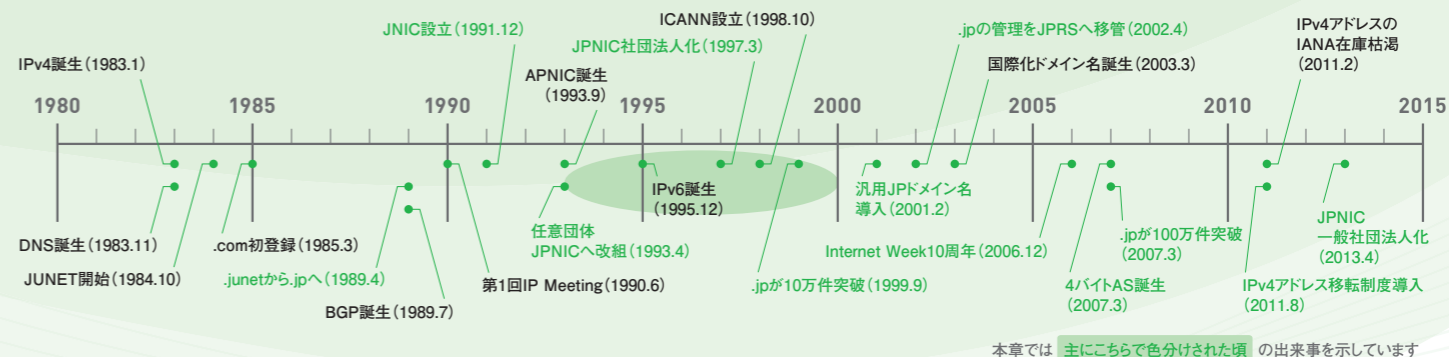 JNIC設立(1991.12)
ICANN設立(1998.10)
JPNIC社団法人化(1997.3)
.jpの管理をJPRSへ移管(2002.4)
IPv4アドレスの
IANA在庫枯渇
(2011.2)
IPv4誕生(1983.1)
APNIC誕生
(1993.9)
国際化ドメイン名誕生(2003.3)
1980
1985
1990
1995
2000
2005
2010
2015
IPv6誕生
(1995.12)
汎用JPドメイン名
導入(2001.2)
DNS誕生(1983.11)
.com初登録(1985.3)
任意団体
JPNICへ改組(1993.4)
Internet Week10周年(2006.12)
.jpが100万件突破
(2007.3)
JPNIC
一般社団法人化
(2013.4)
JUNET開始(1984.10)
.junetから.jpへ(1989.4)
第1回IP Meeting(1990.6)
.jpが10万件突破(1999.9)
4バイトAS誕生
(2007.3)
IPv4アドレス移転制度導入
(2011.8)
BGP誕生(1989.7)
本章では 主にこちらで色分けされた頃 の出来事を示しています